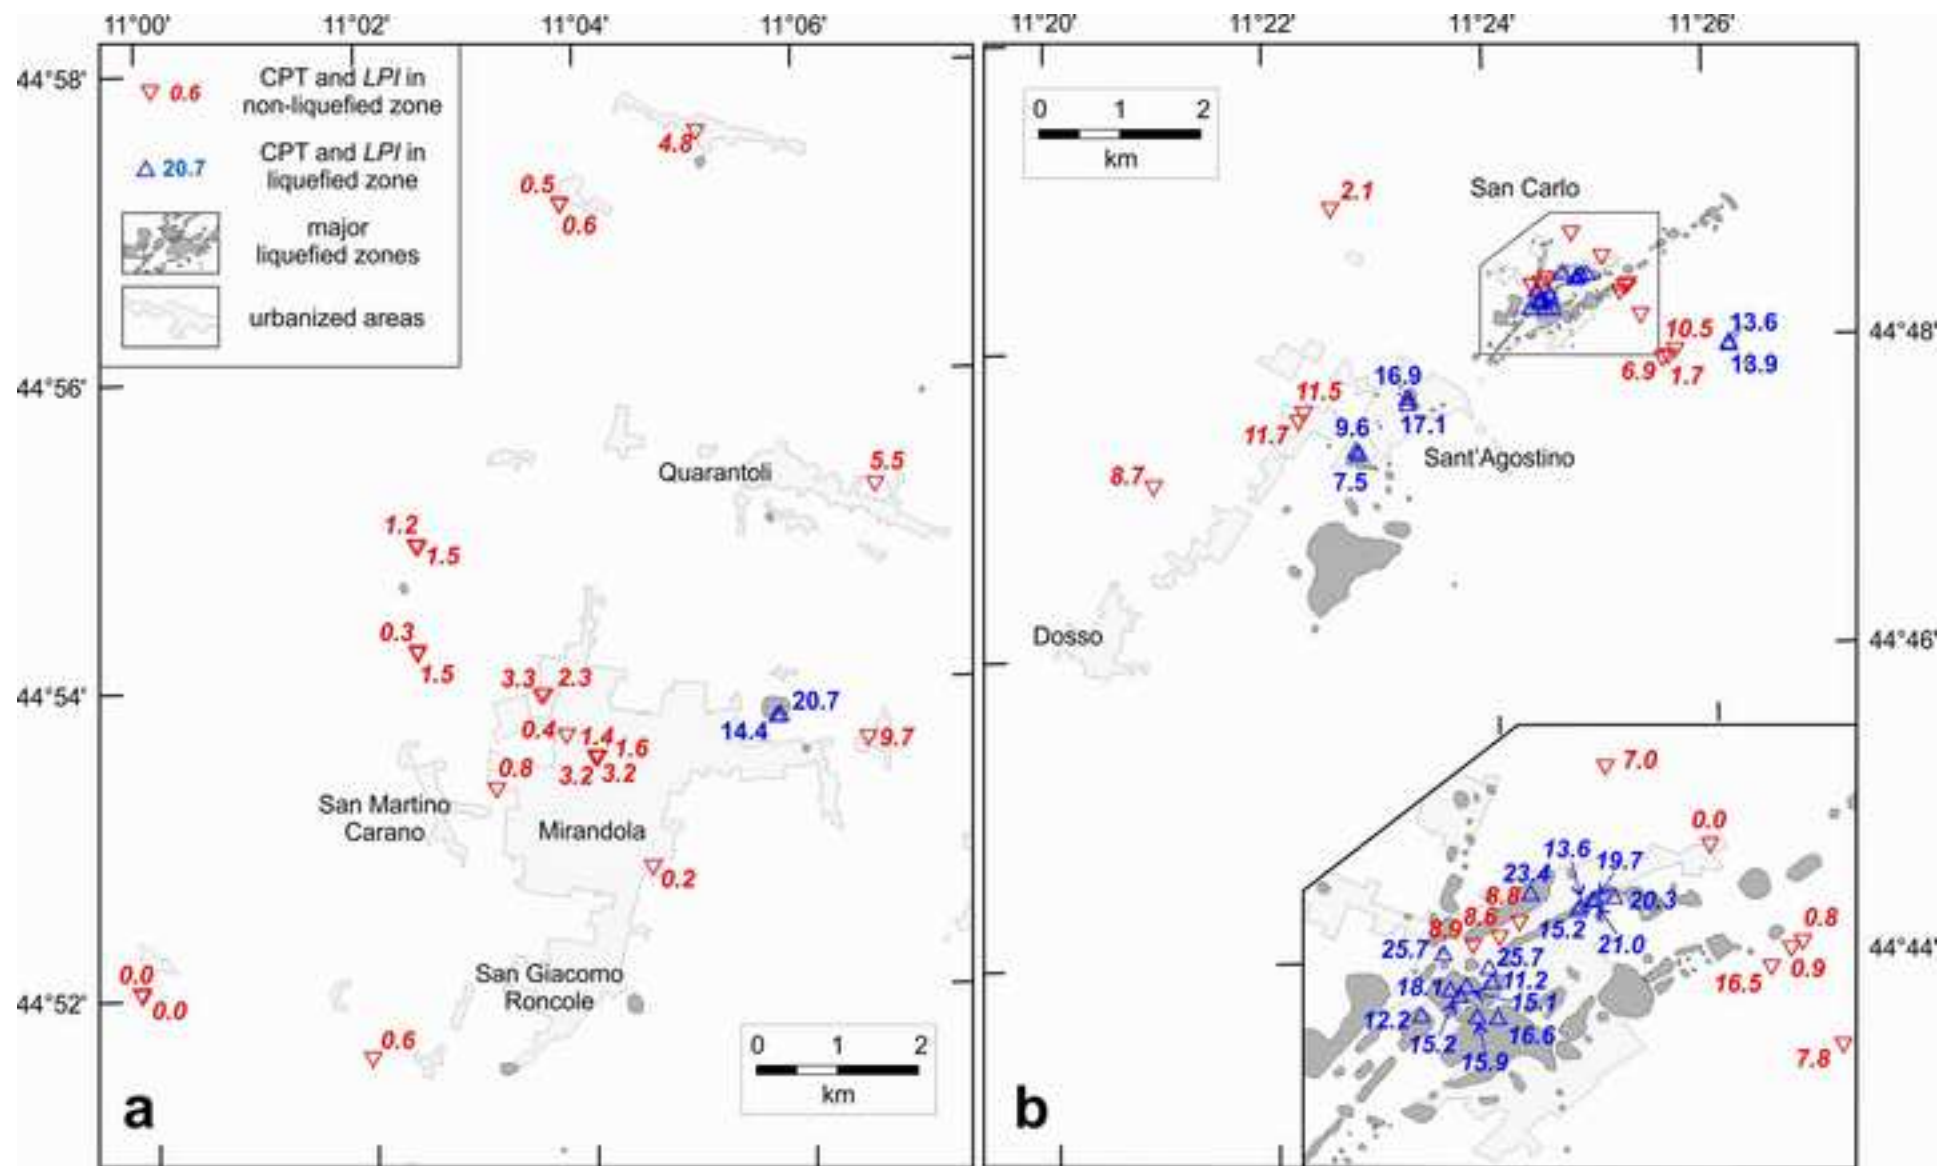 11°00' 11°02' 11°04' 11°06' 11°20' 11°22' 11°24' 11°26'
44°58'
44°56'
44°54'
44°52'
0.6
CPT and LPI in
non-liquefied zone
20.7
CPT and LPI in
liquefied zone
major
liquefied zones
urbanized areas
4.8
0.5
0.6
Quarantoli
5.5
1.2
1.5
0.3
1.5
3.3 2.3
20.7
14.4
9.7
0.4 1.4 1.6
3.2 3.2
0.8
San Martino
Carano
Mirandola
0.2
San Giacomo
Roncole
0.0
0.0
0.6
0 1 2
km
a
0 1 2
km
2.1
San Carlo
44°48'
44°46'
44°44'
10.5
13.6
6.9 1.7
13.9
16.9
17.1
11.5
11.7
9.6
7.5
Sant'Agostino
8.7
Dosso
7.0
0.0
13.6 19.7
23.4
8.8
20.3
8.6
8.9
15.2 21.0
0.8
0.9
16.5
25.7 25.7
18.1 11.2
15.1
12.2
15.2 16.6
15.9
7.8
b